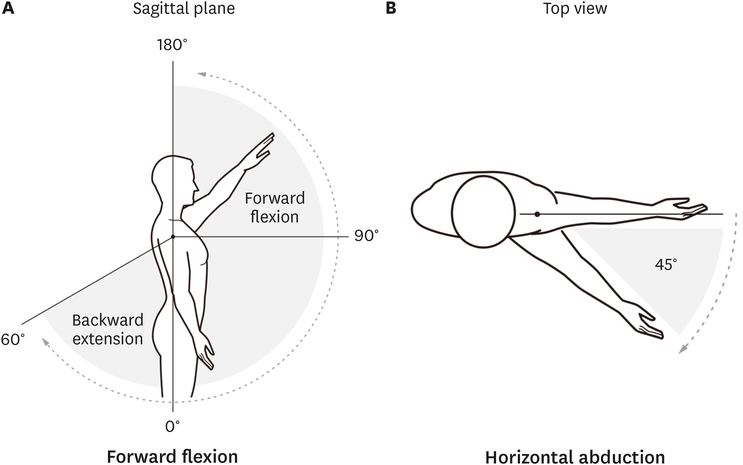 A
Sagittal plane
180°
Forward
flexion
90°
Backward
extension
60°
0°
Forward flexion
B
Top view
45°
Horizontal abduction